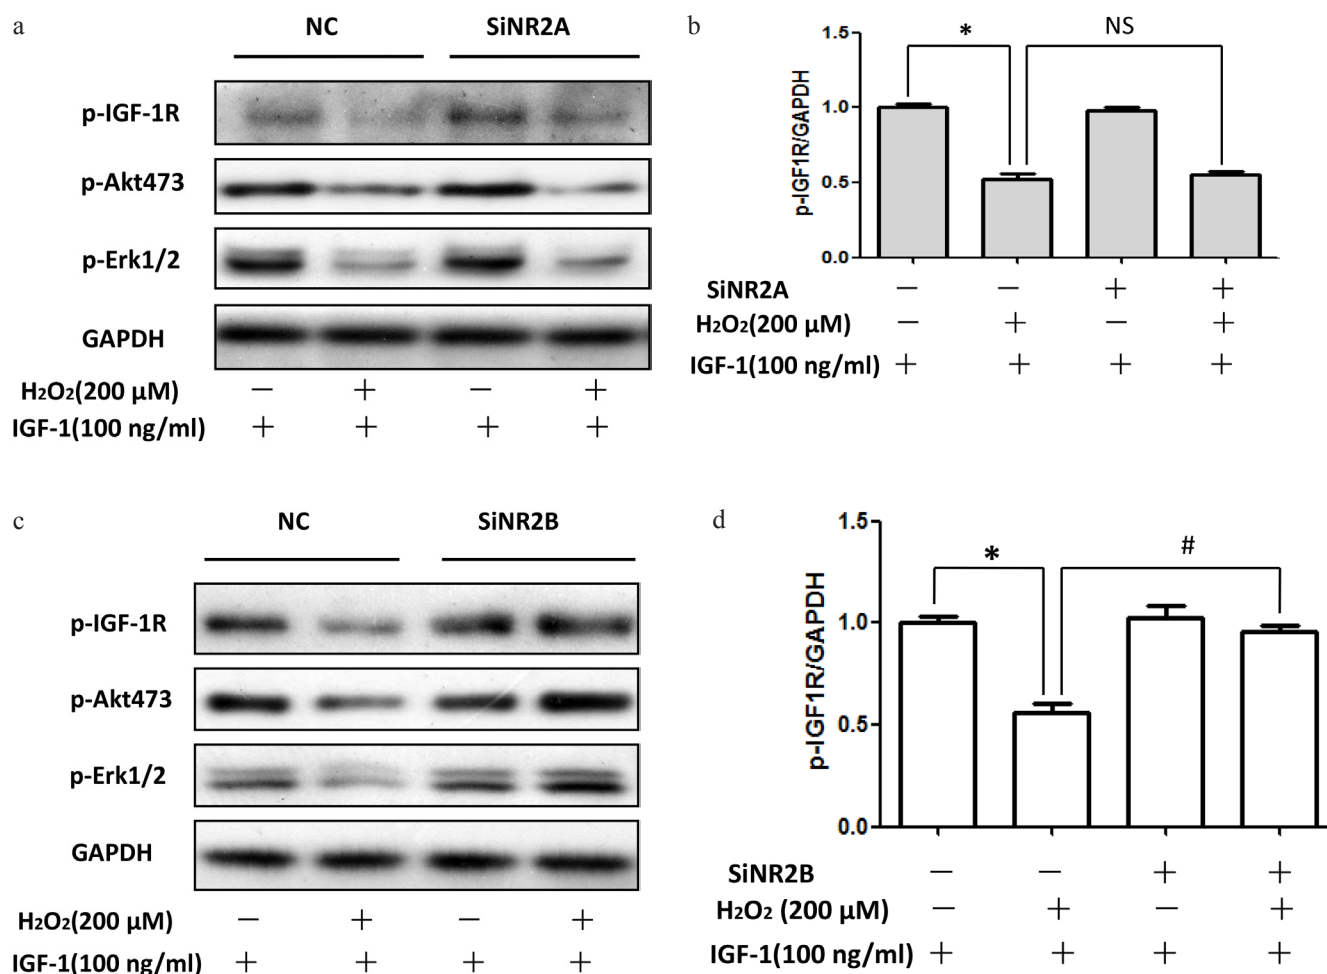 a
NC SiNR2A
p-IGF-1R
p-Akt473
p-Erk1/2
GAPDH
H₂O₂(200 µM) — + — +
IGF-1(100 ng/ml) + + + +
b
* NS
p-IGF1R/GAPDH
1.5
1.0
0.5
0.0
SiNR2A — — + +
H₂O₂(200 µM) — + — +
IGF-1(100 ng/ml) + + + +
c
NC SiNR2B
p-IGF-1R
p-Akt473
p-Erk1/2
GAPDH
H₂O₂(200 µM) — + — +
IGF-1(100 ng/ml) + + + +
d
* #
p-IGF1R/GAPDH
1.5
1.0
0.5
0.0
SiNR2B — — + +
H₂O₂ (200 µM) — + — +
IGF-1(100 ng/ml) + + + +